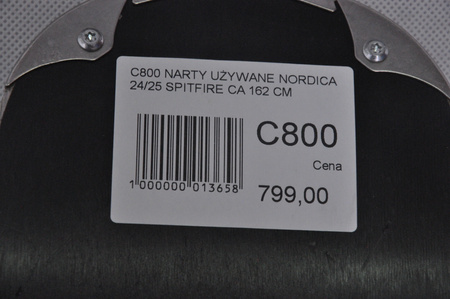 C800 NARTY UŻYWANE NORDICA
24/25 SPITFIRE CA 162 CM
C800
Cena
799,00
1 000000 013658